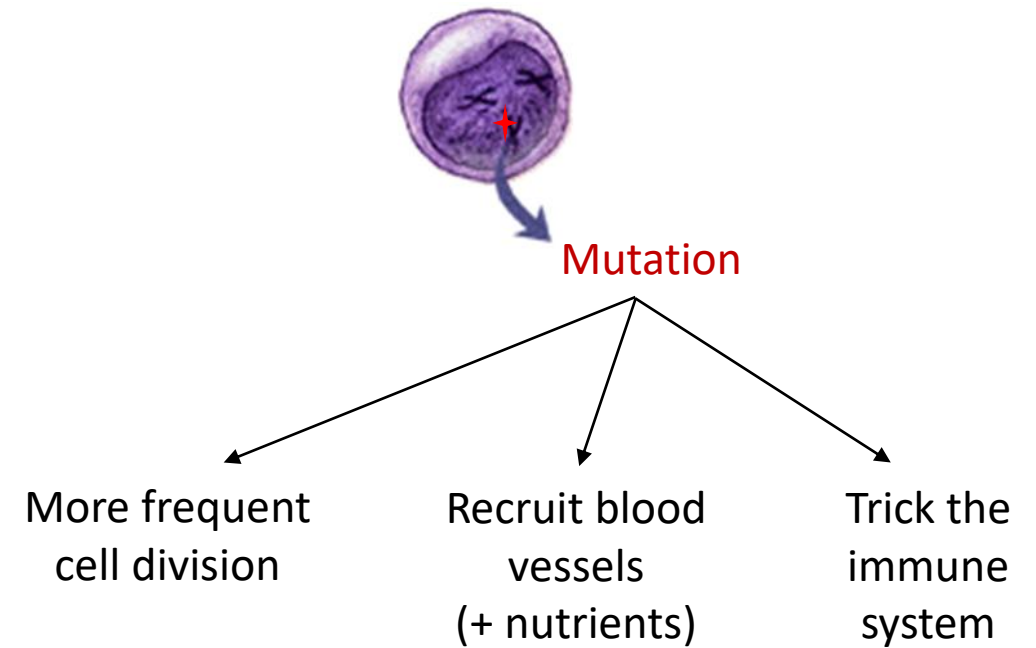 Mutation
More frequent
cell division
Recruit blood
vessels
(+ nutrients)
Trick the
immune
system